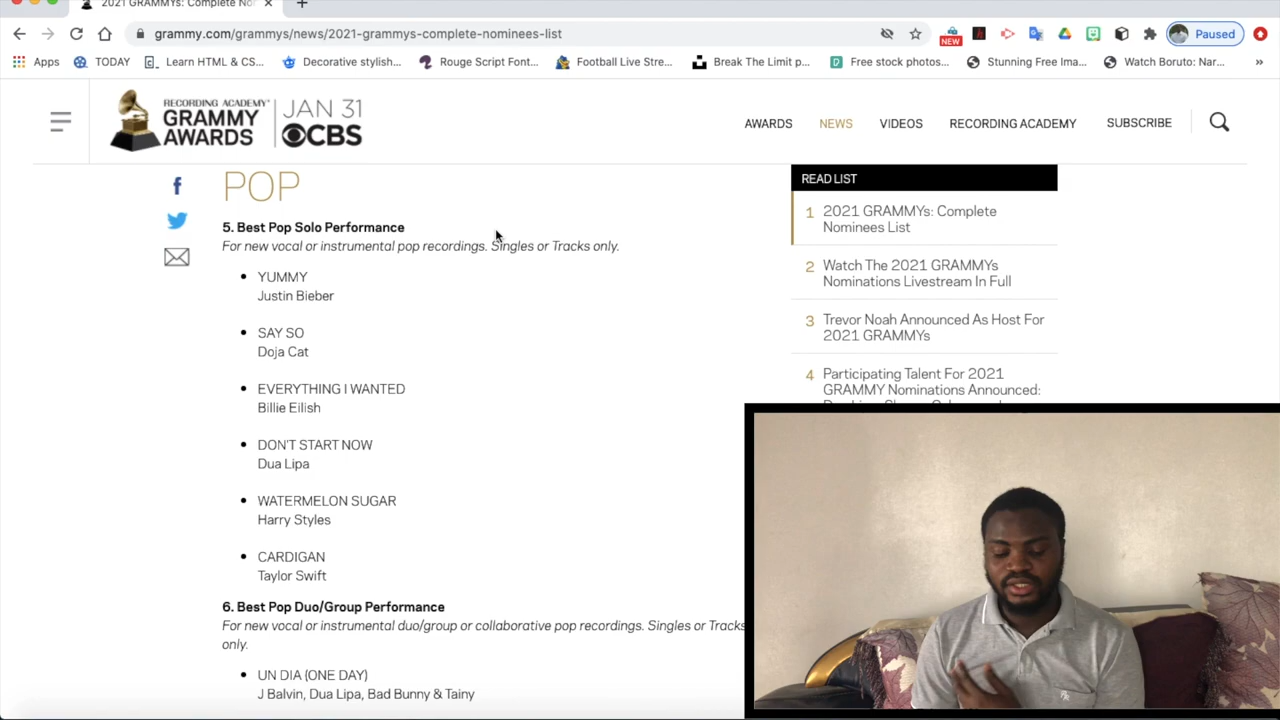 2021 GRAMMYs: Complete Nor
grammy.com/grammys/news/2021-grammys-complete-nominees-list
NEW
Paused
Apps
TODAY
Learn HTML & CS...
Decorative stylish...
Rouge Script Font...
Football Live Stre...
Break The Limit p...
Free stock photos...
Stunning Free Ima...
Watch Boruto: Nar...
RECORDING ACADEMY
GRAMMY
AWARDS
JAN 31
CBS
AWARDS
NEWS
VIDEOS
RECORDING ACADEMY
SUBSCRIBE
POP
5. Best Pop Solo Performance
For new vocal or instrumental pop recordings. Singles or Tracks only.
YUMMY
Justin Bieber
SAY SO
Doja Cat
EVERYTHING I WANTED
Billie Eilish
DON'T START NOW
Dua Lipa
WATERMELON SUGAR
Harry Styles
CARDIGAN
Taylor Swift
6. Best Pop Duo/Group Performance
For new vocal or instrumental duo/group or collaborative pop recordings. Singles or Tracks
only.
UN DIA (ONE DAY)
J Balvin, Dua Lipa, Bad Bunny & Tainy
READ LIST
1 2021 GRAMMYs: Complete
Nominees List
2 Watch The 2021 GRAMMYs
Nominations Livestream In Full
3 Trevor Noah Announced As Host For
2021 GRAMMYs
4 Participating Talent For 2021
GRAMMY Nominations Announced: